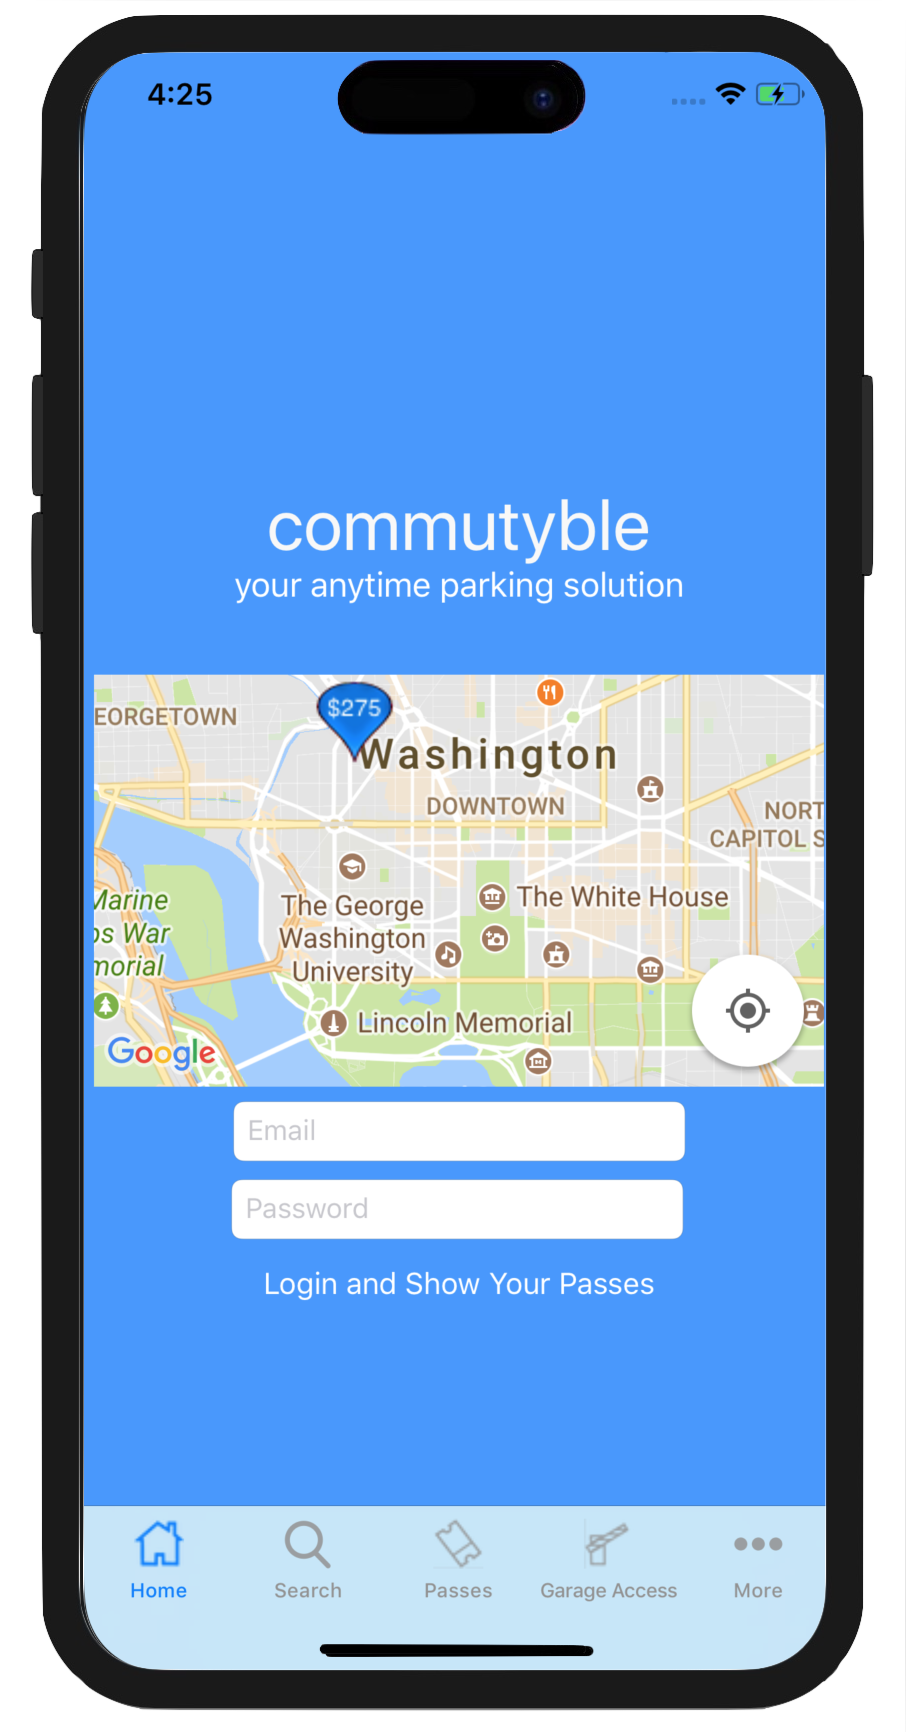 4:25
commutyble
your anytime parking solution
EORGETOWN
$275
Washington
DOWNTOWN
NORT
CAPITOL S
Marine
os War
morial
The George
Washington
University
The White House
Lincoln Memorial
Google
Email
Password
Login and Show Your Passes
Home
Search
Passes
Garage Access
More